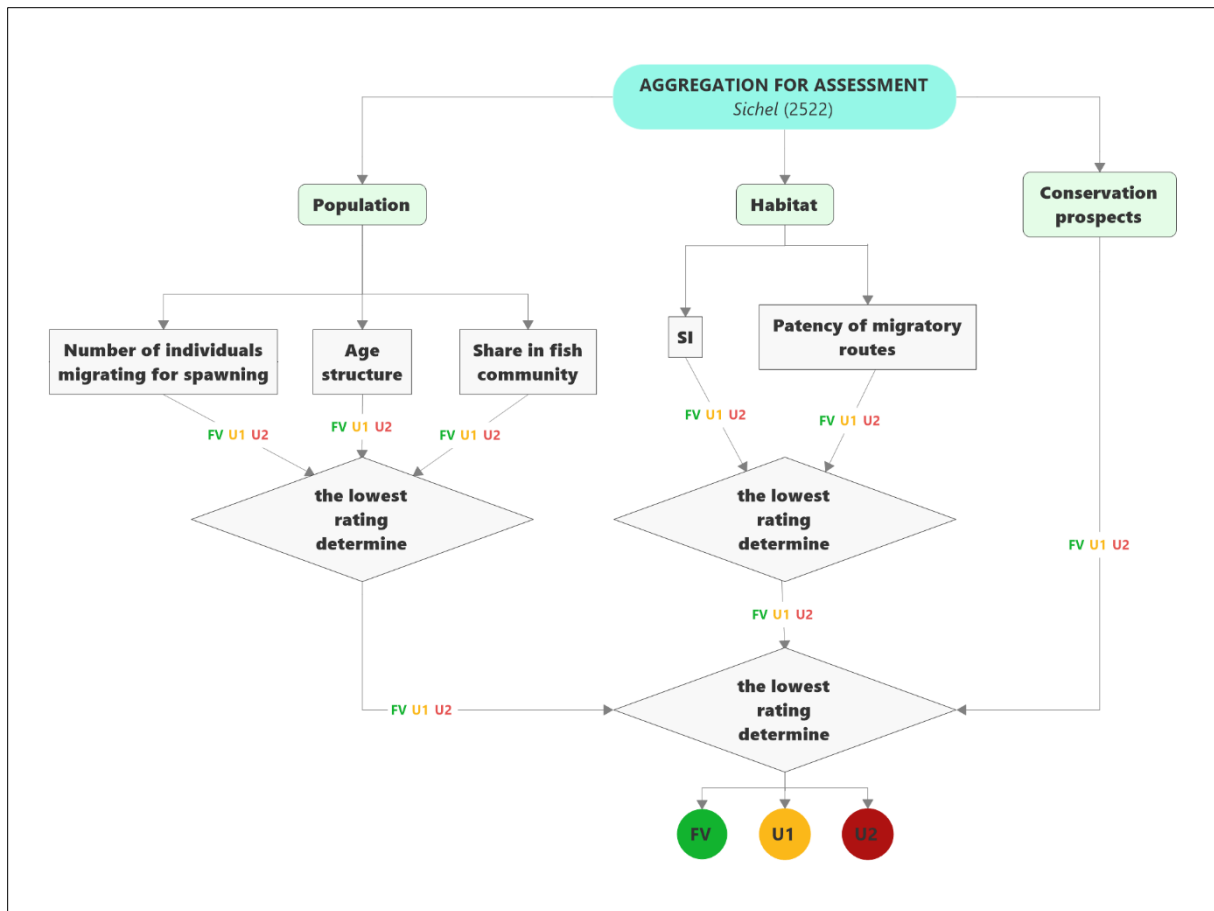 AGGREGATION FOR ASSESSMENT
Sichel (2522)
Population
Habitat
Conservation
prospects
Number of individuals
migrating for spawning
Age
structure
Share in fish
community
SI
Patency of migratory
routes
FV U1 U2
FV U1 U2
FV U1 U2
FV U1 U2
FV U1 U2
the lowest
rating
determine
the lowest
rating
determine
FV U1 U2
FV U1 U2
the lowest
rating
determine
FV U1 U2
FV
U1
U2